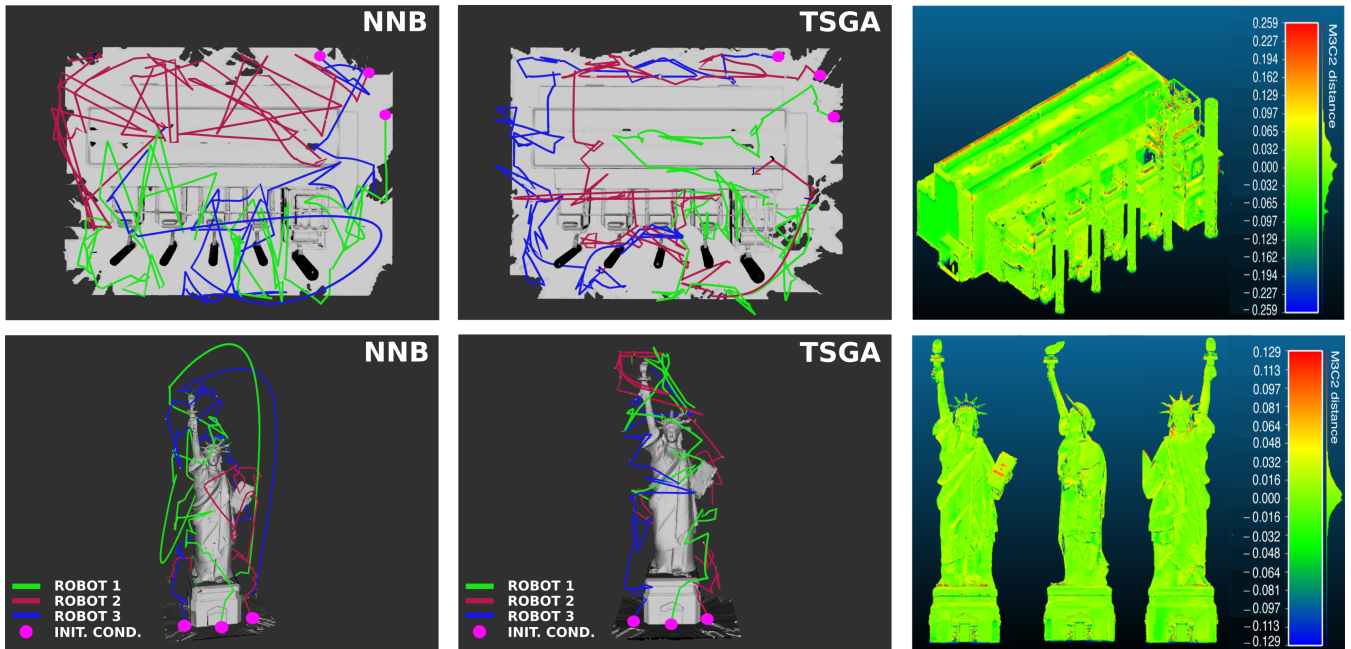 NNB
TSGA
0.259
0.227
0.194
0.162
0.129
0.097
0.065
0.032
0.000
−0.032
−0.065
−0.097
−0.129
−0.162
−0.194
−0.227
−0.259
M3C2 distance
NNB
ROBOT 1
ROBOT 2
ROBOT 3
INIT. COND.
TSGA
ROBOT 1
ROBOT 2
ROBOT 3
INIT. COND.
0.129
0.113
0.097
0.081
0.064
0.048
0.032
0.016
0.000
−0.016
−0.032
−0.048
−0.064
−0.081
−0.097
−0.113
−0.129
M3C2 distance